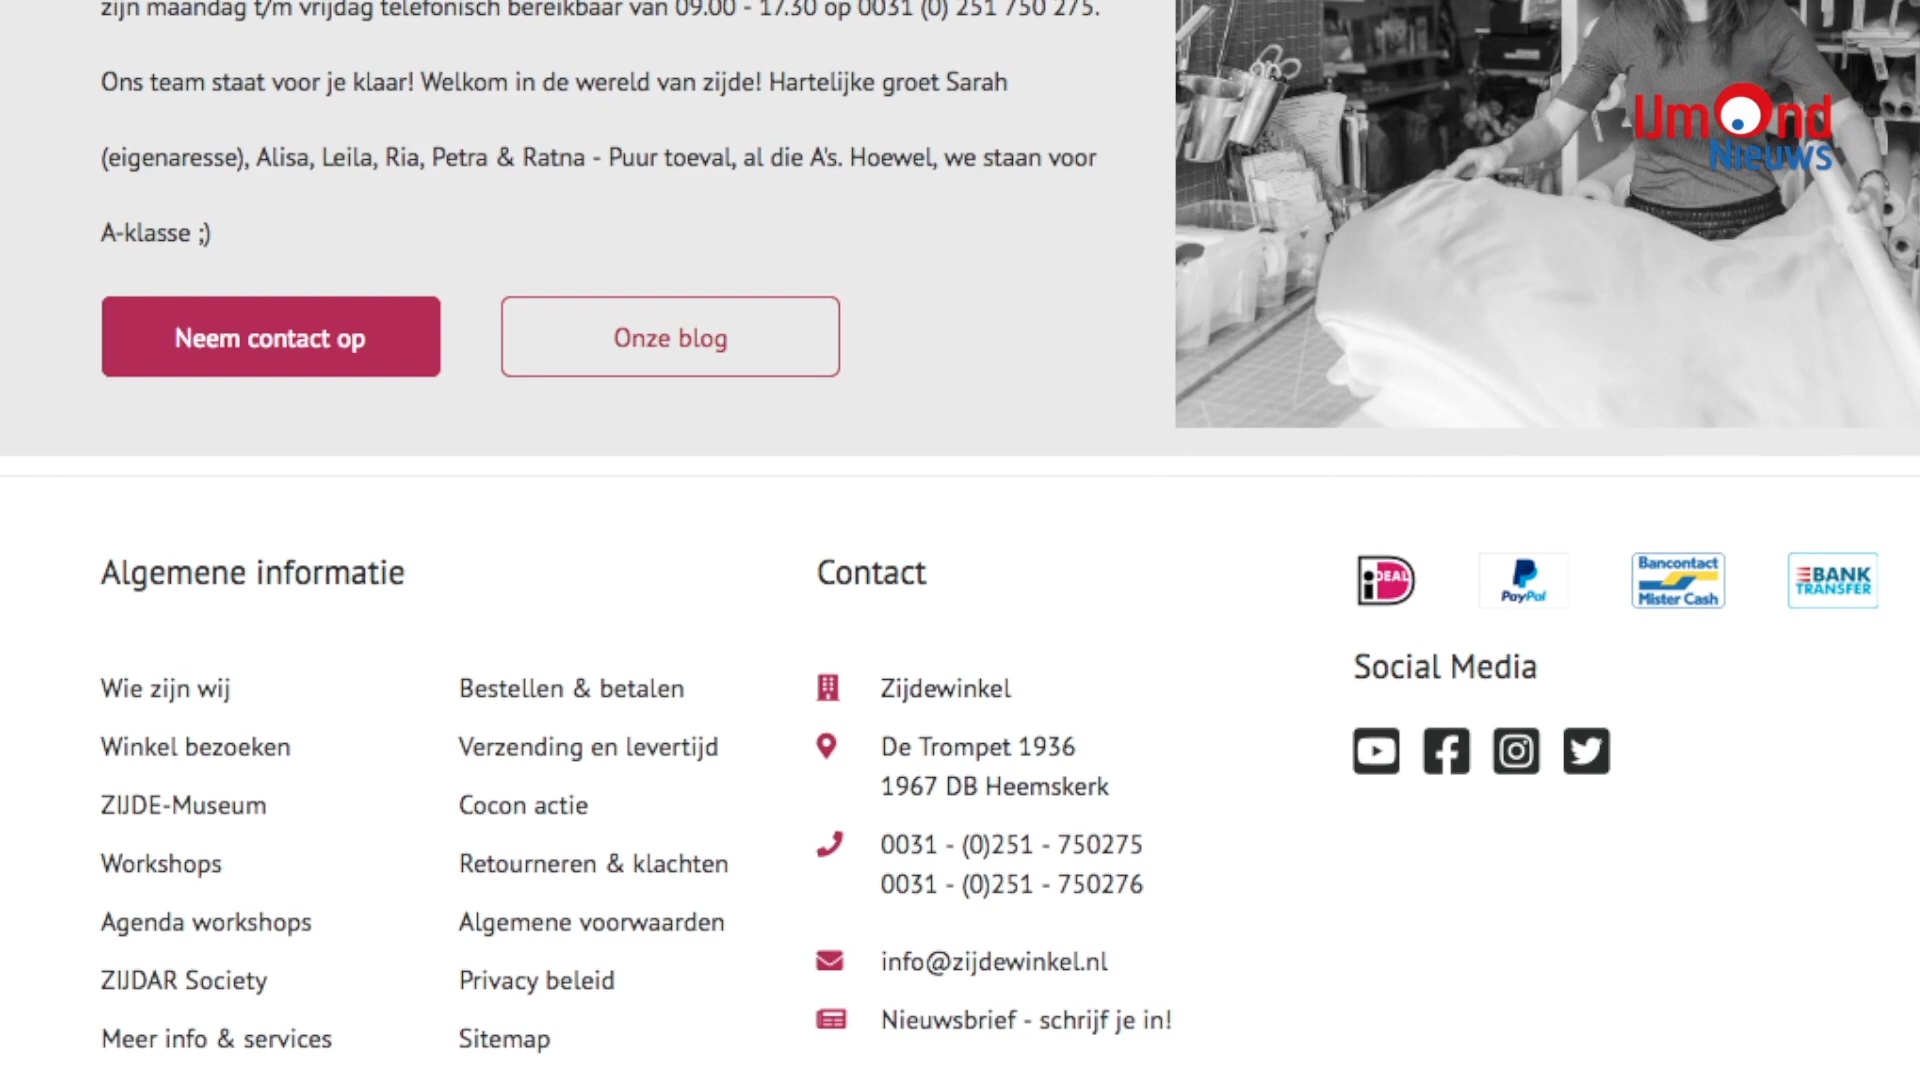 zijn maandag t/m vrijdag telefonisch bereikbaar van 09.00 - 17.30 op 0031 (0) 251 750 275.
Ons team staat voor je klaar! Welkom in de wereld van zijde! Hartelijke groet Sarah
(eigenaresse), Alisa, Leila, Ria, Petra & Ratna - Puur toeval, al die A's. Hoewel, we staan voor
A-klasse ;)
IJmOnd
Nieuws
Neem contact op
Onze blog
Algemene informatie
Wie zijn wij
Winkel bezoeken
ZIJDE-Museum
Workshops
Agenda workshops
ZIJDAR Society
Meer info & services
Bestellen & betalen
Verzending en levertijd
Cocon actie
Retourneren & klachten
Algemene voorwaarden
Privacy beleid
Sitemap
Contact
Zijdewinkel
De Trompet 1936
1967 DB Heemskerk
0031 - (0)251 - 750275
0031 - (0)251 - 750276
info@zijdewinkel.nl
Nieuwsbrief - schrijf je in!
iDEAL
PayPal
Bancontact
Mister Cash
BANK
TRANSFER
Social Media